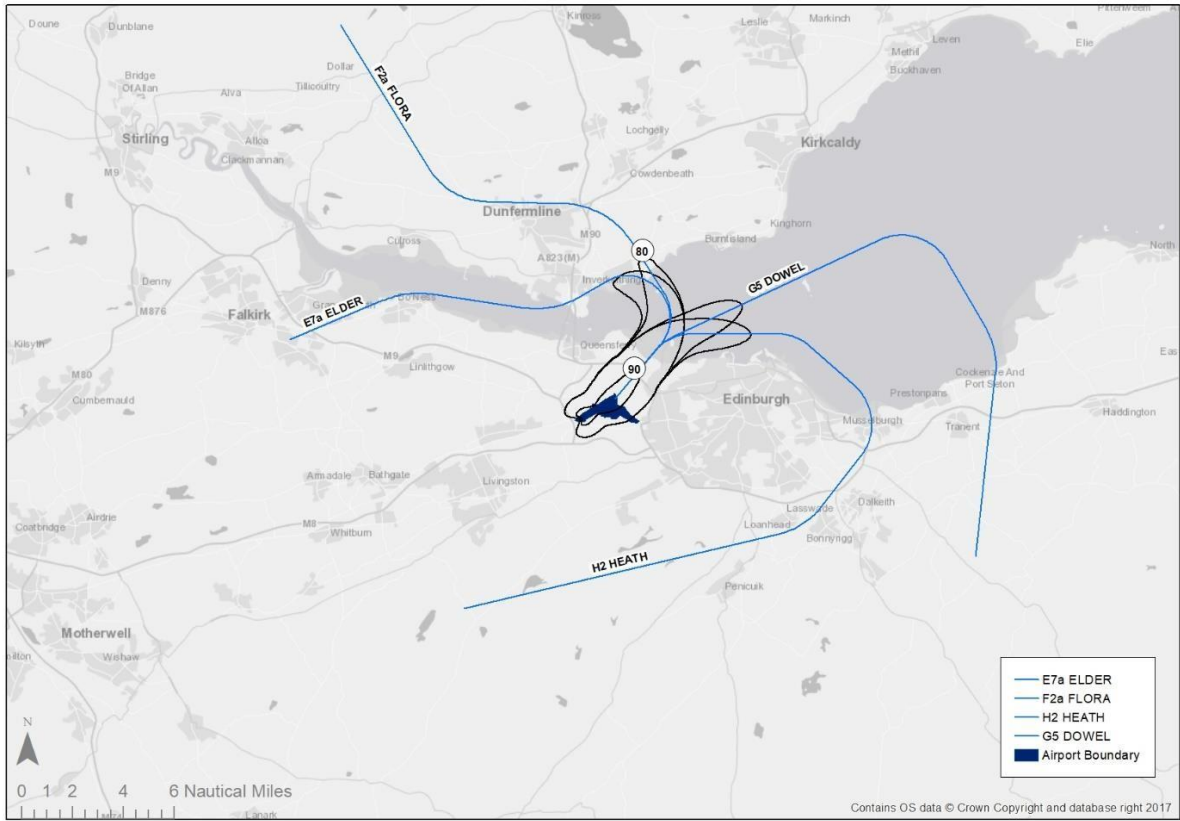 Doune
Dunblane
Kinross
Leslie
Markinch
Pittenweem
Leven
Methil
Elie
Buckhaven
Bridge
Of Allan
Dollar
Tillicoultry
Alva
F2a FLORA
Stirling
Alloa
Clackmannan
Lochgelly
Kirkcaldy
M9
Cowdenbeath
Dunfermline
M90
Kinghorn
Burntisland
North
Culross
80
A823(M)
G5 DOWEL
Denny
M876
Falkirk
E7a ELDER
Kilsyth
M9
Linlithgow
Queensferry
90
M80
Cumbernauld
Cockenzie And
Port Seton
Prestonpans
Edinburgh
Musselburgh
Tranent
Haddington
Armadale
Bathgate
Livingston
Airdrie
Coatbridge
M8
Whitburn
Lasswade
Dalkeith
Loanhead
Bonnyrigg
H2 HEATH
Penicuik
Motherwell
Wishaw
E7a ELDER
F2a FLORA
H2 HEATH
G5 DOWEL
Airport Boundary
N
0 1 2 4 6 Nautical Miles
Lanark
Contains OS data © Crown Copyright and database right 2017